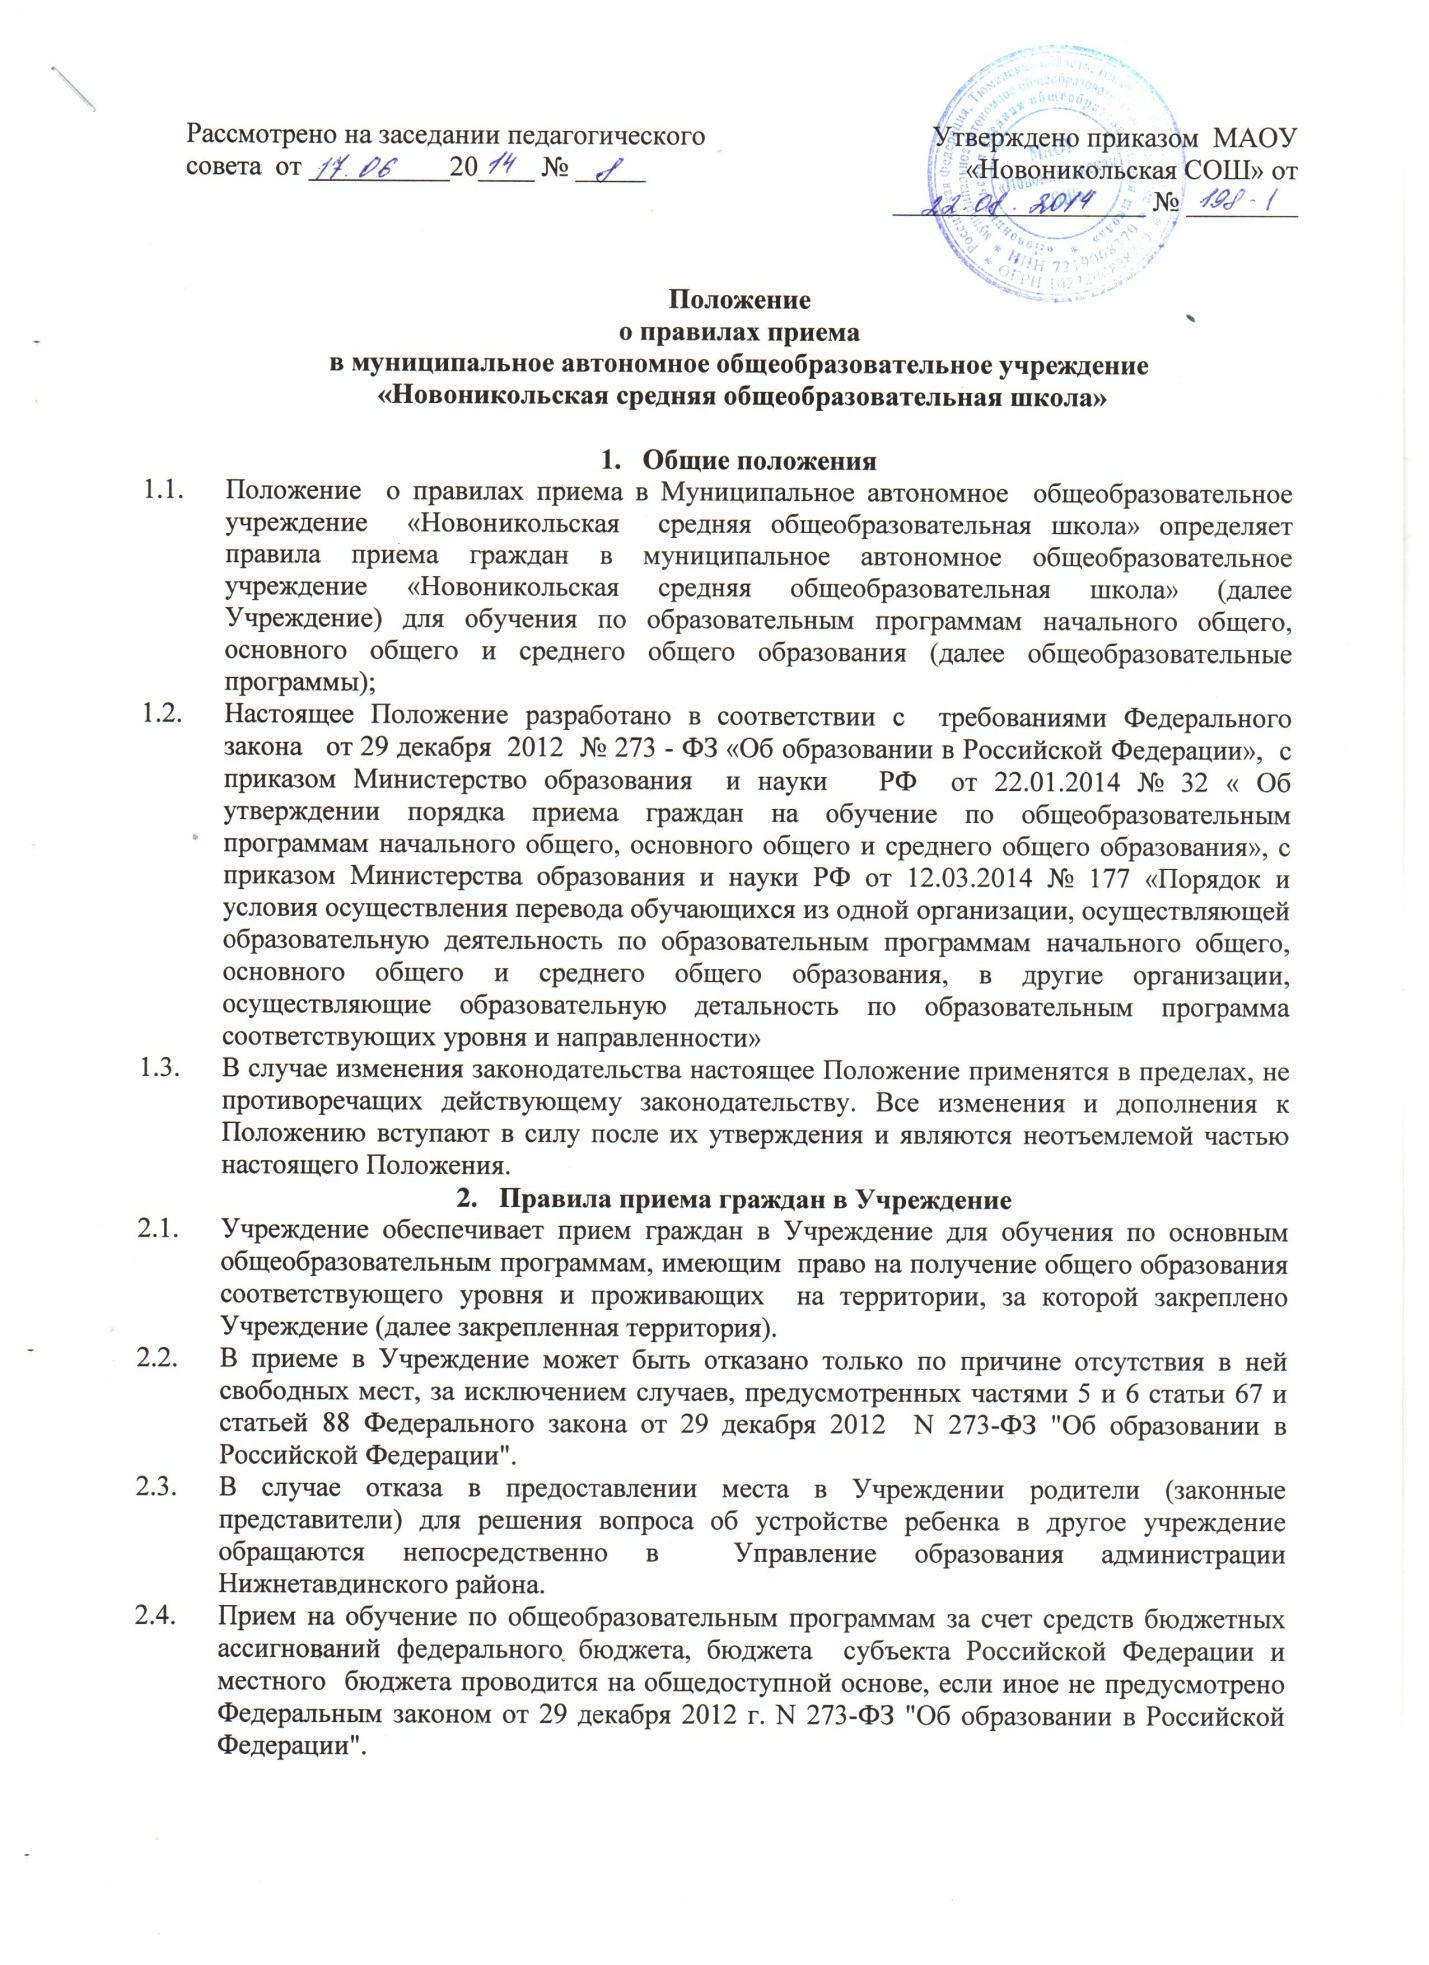 Рассмотрено на заседании педагогического
совета от 17.06 2014 № 8
Утверждено приказом МАОУ
«Новоникольская СОШ» от
22.08.2014 № 198-1
Положение
о правилах приема
в муниципальное автономное общеобразовательное учреждение
«Новоникольская средняя общеобразовательная школа»
1. Общие положения
1.1. Положение о правилах приема в Муниципальное автономное общеобразовательное
учреждение «Новоникольская средняя общеобразовательная школа» определяет
правила приема граждан в муниципальное автономное общеобразовательное
учреждение «Новоникольская средняя общеобразовательная школа» (далее
Учреждение) для обучения по образовательным программам начального общего,
основного общего и среднего общего образования (далее общеобразовательные
программы);
1.2. Настоящее Положение разработано в соответствии с требованиями Федерального
закона от 29 декабря 2012 № 273 - ФЗ «Об образовании в Российской Федерации», с
приказом Министерство образования и науки РФ от 22.01.2014 № 32 « Об
утверждении порядка приема граждан на обучение по общеобразовательным
программам начального общего, основного общего и среднего общего образования», с
приказом Министерства образования и науки РФ от 12.03.2014 № 177 «Порядок и
условия осуществления перевода обучающихся из одной организации, осуществляющей
образовательную деятельность по образовательным программам начального общего,
основного общего и среднего общего образования, в другие организации,
осуществляющие образовательную детальность по образовательным программа
соответствующих уровня и направленности»
1.3. В случае изменения законодательства настоящее Положение применятся в пределах, не
противоречащих действующему законодательству. Все изменения и дополнения к
Положению вступают в силу после их утверждения и являются неотъемлемой частью
настоящего Положения.
2. Правила приема граждан в Учреждение
2.1. Учреждение обеспечивает прием граждан в Учреждение для обучения по основным
общеобразовательным программам, имеющим право на получение общего образования
соответствующего уровня и проживающих на территории, за которой закреплено
Учреждение (далее закрепленная территория).
2.2. В приеме в Учреждение может быть отказано только по причине отсутствия в ней
свободных мест, за исключением случаев, предусмотренных частями 5 и 6 статьи 67 и
статьей 88 Федерального закона от 29 декабря 2012 N 273-ФЗ "Об образовании в
Российской Федерации".
2.3. В случае отказа в предоставлении места в Учреждении родители (законные
представители) для решения вопроса об устройстве ребенка в другое учреждение
обращаются непосредственно в Управление образования администрации
Нижнетавдинского района.
2.4. Прием на обучение по общеобразовательным программам за счет средств бюджетных
ассигнований федерального бюджета, бюджета субъекта Российской Федерации и
местного бюджета проводится на общедоступной основе, если иное не предусмотрено
Федеральным законом от 29 декабря 2012 г. N 273-ФЗ "Об образовании в Российской
Федерации".